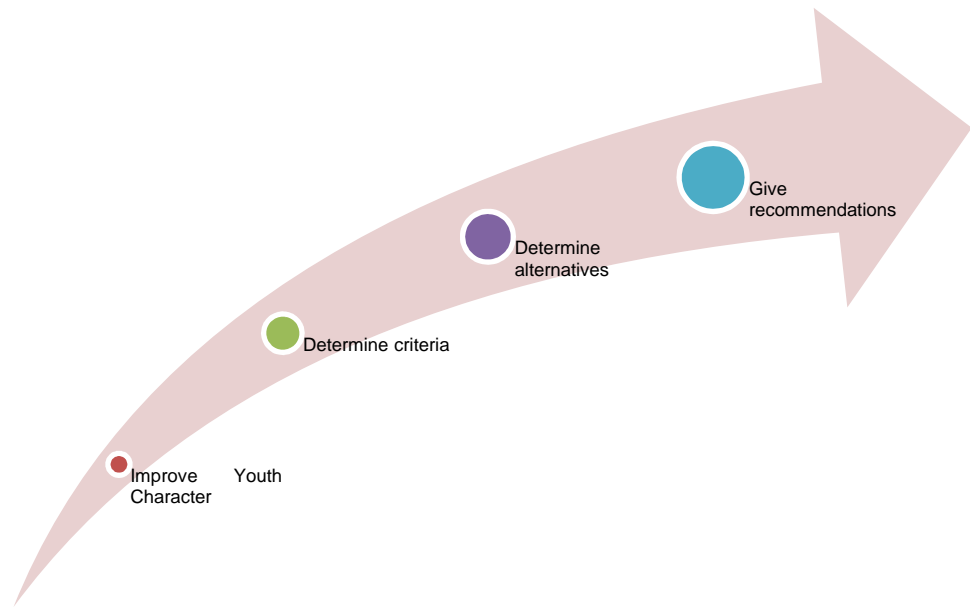 Improve Youth
Character
Determine criteria
Determine
alternatives
Give
recommendations